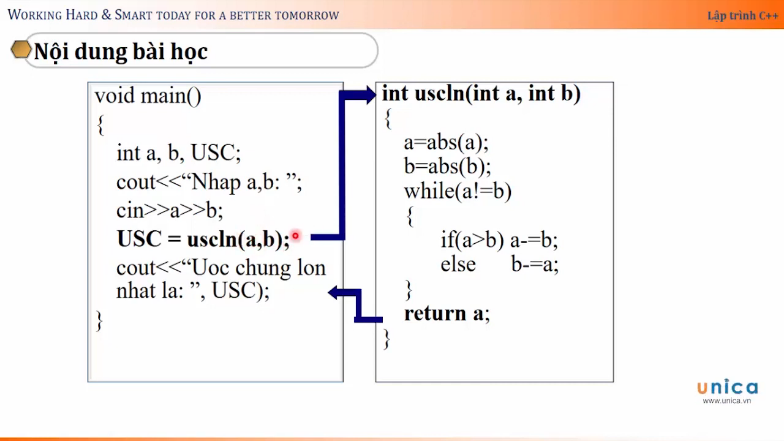 WORKING HARD & SMART TODAY FOR A BETTER TOMORROW
Lập trình C++
Nội dung bài học
void main()
{
int a, b, USC;
cout<<“Nhap a,b: ”;
cin>>a>>b;
USC = uscln(a,b);
cout<<“Uoc chung lon
nhat la: ”, USC);
}
int uscln(int a, int b)
{
a=abs(a);
b=abs(b);
while(a!=b)
{
if(a>b) a-=b;
else b-=a;
}
return a;
}
unica
www.unica.vn